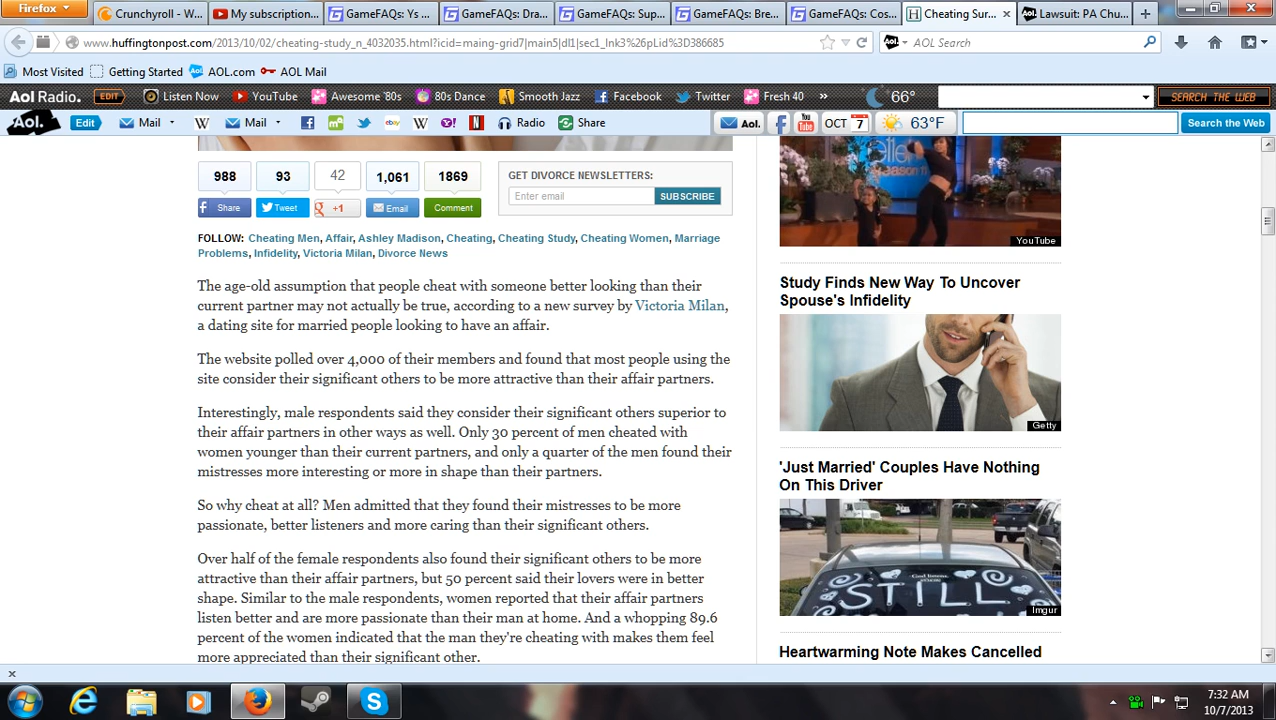 Firefox
Crunchyroll - W...
My subscription...
GameFAQs: Ys ...
GameFAQs: Dra...
GameFAQs: Sup...
GameFAQs: Bre...
GameFAQs: Cos...
Cheating Sur...
Lawsuit: PA Chu...
www.huffingtonpost.com/2013/10/02/cheating-study_n_4032035.html?icid=maing-grid7|main5|dl1|sec1_lnk3%26pLid%3D386685
AOL Search
Most Visited
Getting Started
AOL.com
AOL Mail
Aol Radio.
EDIT
Listen Now
YouTube
Awesome '80s
80s Dance
Smooth Jazz
Facebook
Twitter
Fresh 40
66°
SEARCH THE WEB
Aol.
Edit
Mail
W
Mail
ebay
W
Y!
N
Radio
Share
Aol.
You Tube
OCT 7
63°F
Search the Web
988
93
42
1,061
1869
Share
Tweet
+1
Email
Comment
GET DIVORCE NEWSLETTERS:
Enter email
SUBSCRIBE
FOLLOW: Cheating Men, Affair, Ashley Madison, Cheating, Cheating Study, Cheating Women, Marriage
Problems, Infidelity, Victoria Milan, Divorce News
The age-old assumption that people cheat with someone better looking than their
current partner may not actually be true, according to a new survey by Victoria Milan,
a dating site for married people looking to have an affair.
The website polled over 4,000 of their members and found that most people using the
site consider their significant others to be more attractive than their affair partners.
Interestingly, male respondents said they consider their significant others superior to
their affair partners in other ways as well. Only 30 percent of men cheated with
women younger than their current partners, and only a quarter of the men found their
mistresses more interesting or more in shape than their partners.
So why cheat at all? Men admitted that they found their mistresses to be more
passionate, better listeners and more caring than their significant others.
Over half of the female respondents also found their significant others to be more
attractive than their affair partners, but 50 percent said their lovers were in better
shape. Similar to the male respondents, women reported that their affair partners
listen better and are more passionate than their man at home. And a whopping 89.6
percent of the women indicated that the man they're cheating with makes them feel
more appreciated than their significant other.
YouTube
Study Finds New Way To Uncover
Spouse's Infidelity
Getty
'Just Married' Couples Have Nothing
On This Driver
STILL
Imgur
Heartwarming Note Makes Cancelled
7:32 AM
10/7/2013